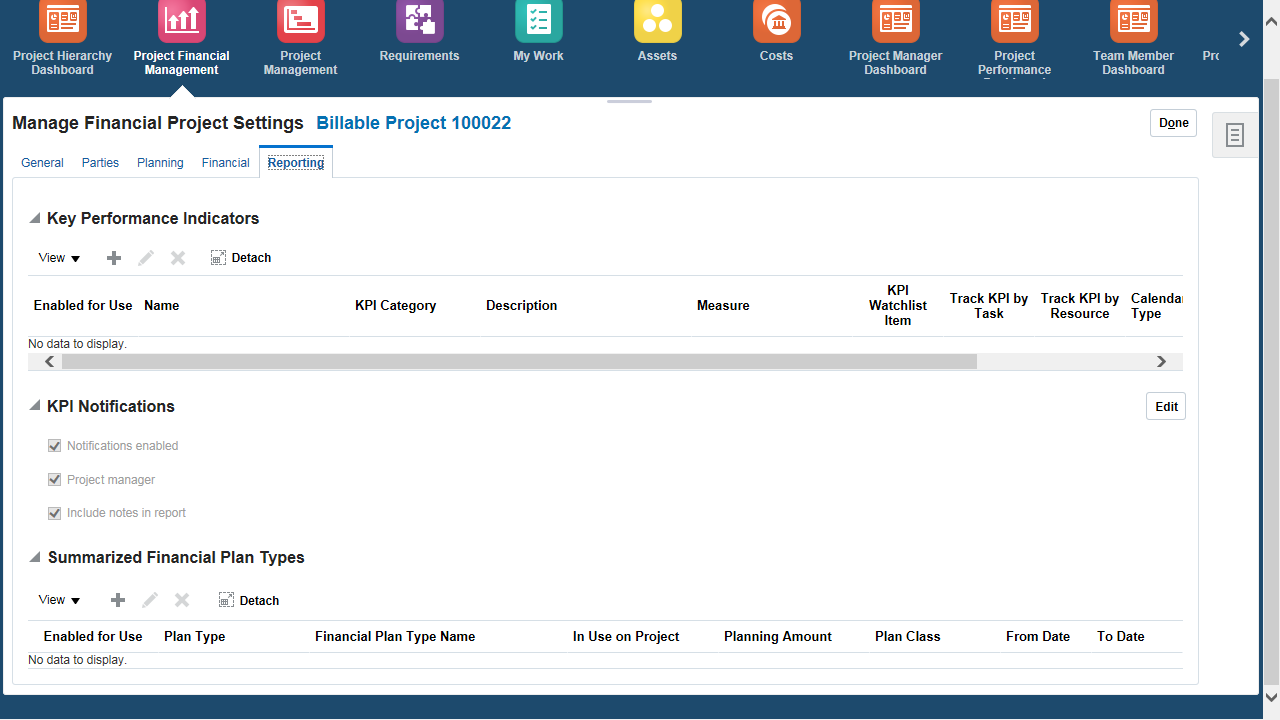 Project Hierarchy Dashboard
Project Financial Management
Project Management
Requirements
My Work
Assets
Costs
Project Manager Dashboard
Project Performance
Team Member Dashboard
Manage Financial Project Settings Billable Project 100022
Done
General Parties Planning Financial Reporting
Key Performance Indicators
View Detach
Enabled for Use Name KPI Category Description Measure KPI Watchlist Item Track KPI by Task Track KPI by Resource Calendar Type
No data to display.
KPI Notifications
Edit
Notifications enabled
Project manager
Include notes in report
Summarized Financial Plan Types
View Detach
Enabled for Use Plan Type Financial Plan Type Name In Use on Project Planning Amount Plan Class From Date To Date
No data to display.